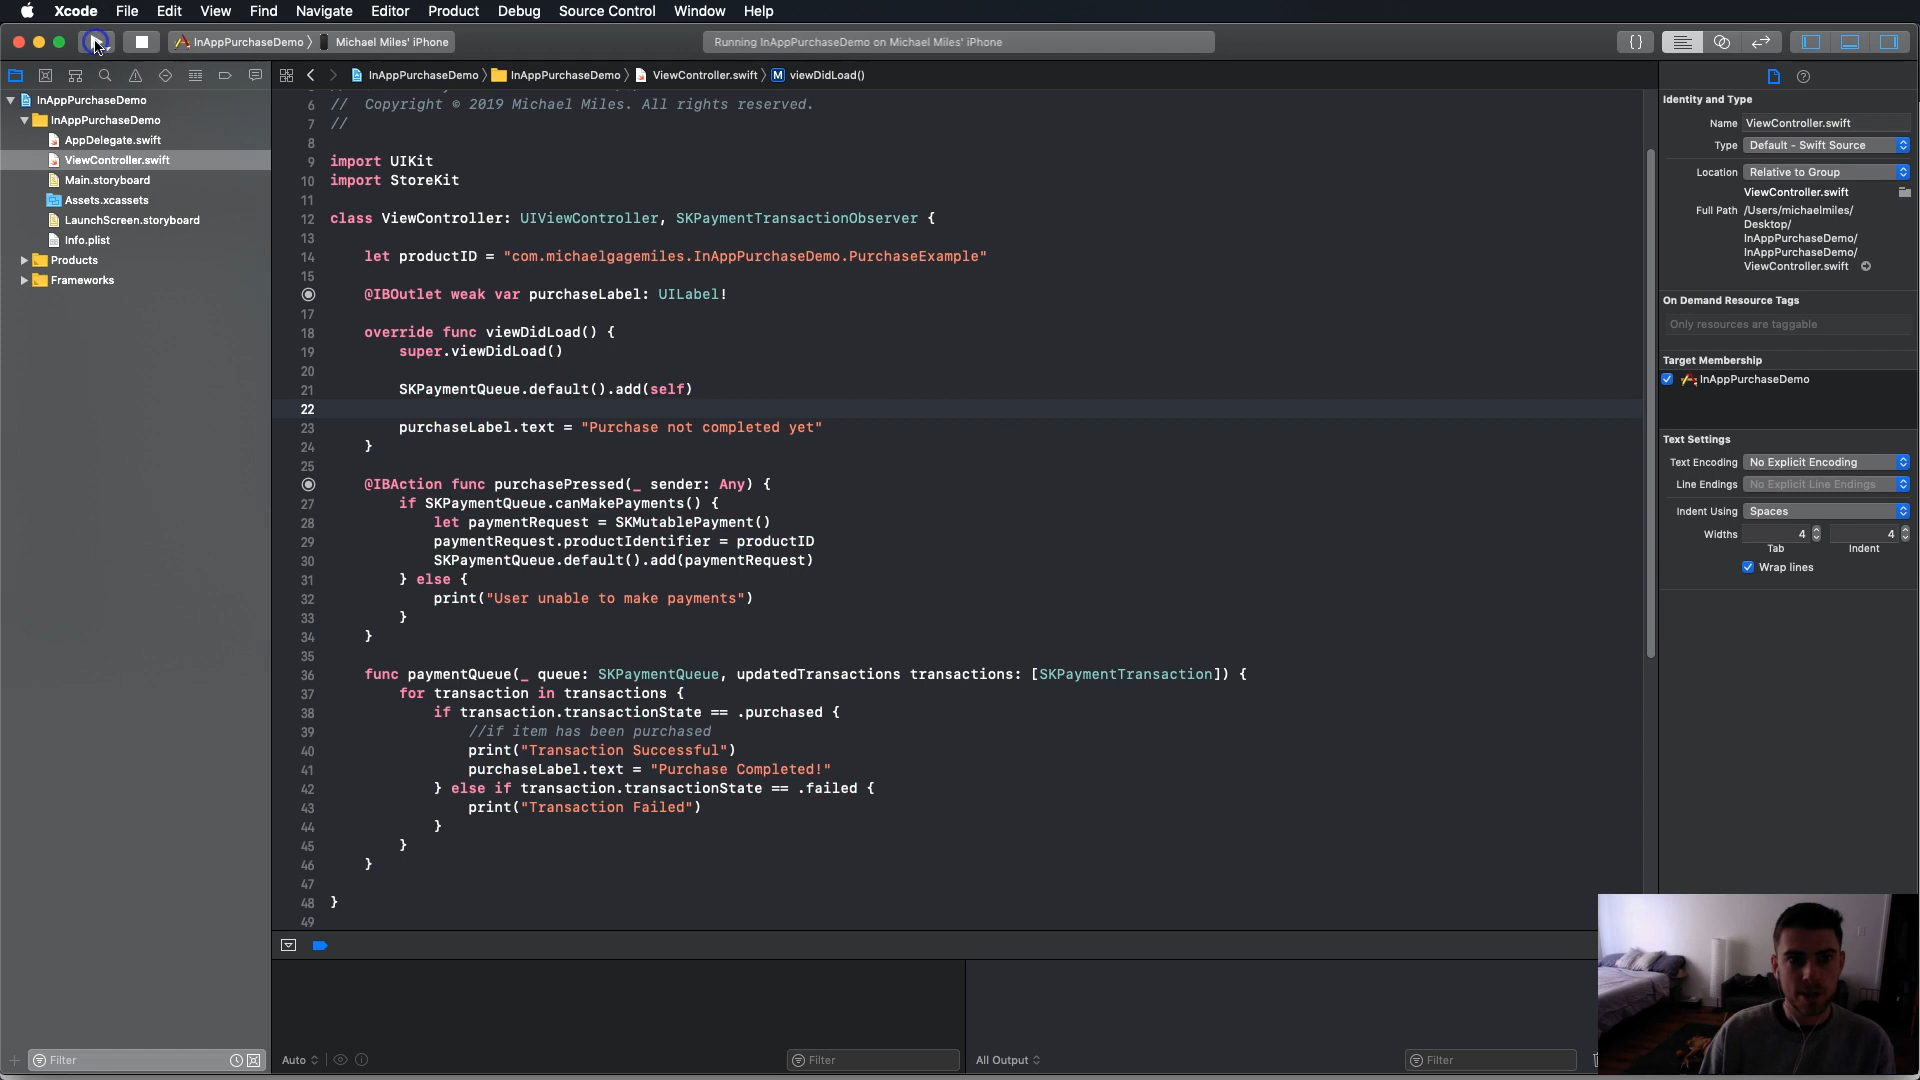 Xcode File Edit View Find Navigate Editor Product Debug Source Control Window Help
InAppPurchaseDemo Michael Miles' iPhone
Running InAppPurchaseDemo on Michael Miles' iPhone
InAppPurchaseDemo InAppPurchaseDemo ViewController.swift M viewDidLoad()
InAppPurchaseDemo
InAppPurchaseDemo
AppDelegate.swift
ViewController.swift
Main.storyboard
Assets.xcassets
LaunchScreen.storyboard
Info.plist
Products
Frameworks
Filter
6 // Copyright © 2019 Michael Miles. All rights reserved.
7 //
8
9 import UIKit
10 import StoreKit
11
12 class ViewController: UIViewController, SKPaymentTransactionObserver {
13
14 let productID = "com.michaelgagemiles.InAppPurchaseDemo.PurchaseExample"
15
@IBOutlet weak var purchaseLabel: UILabel!
17
18 override func viewDidLoad() {
19 super.viewDidLoad()
20
21 SKPaymentQueue.default().add(self)
22
23 purchaseLabel.text = "Purchase not completed yet"
24 }
25
@IBAction func purchasePressed(_ sender: Any) {
27 if SKPaymentQueue.canMakePayments() {
28 let paymentRequest = SKMutablePayment()
29 paymentRequest.productIdentifier = productID
30 SKPaymentQueue.default().add(paymentRequest)
31 } else {
32 print("User unable to make payments")
33 }
34 }
35
36 func paymentQueue(_ queue: SKPaymentQueue, updatedTransactions transactions: [SKPaymentTransaction]) {
37 for transaction in transactions {
38 if transaction.transactionState == .purchased {
39 //if item has been purchased
40 print("Transaction Successful")
41 purchaseLabel.text = "Purchase Completed!"
42 } else if transaction.transactionState == .failed {
43 print("Transaction Failed")
44 }
45 }
46 }
47
48 }
49
Auto
Filter
All Output
Filter
Identity and Type
Name ViewController.swift
Type Default - Swift Source
Location Relative to Group
ViewController.swift
Full Path /Users/michaelmiles/
Desktop/
InAppPurchaseDemo/
InAppPurchaseDemo/
ViewController.swift
On Demand Resource Tags
Only resources are taggable
Target Membership
InAppPurchaseDemo
Text Settings
Text Encoding No Explicit Encoding
Line Endings No Explicit Line Endings
Indent Using Spaces
Widths 4 4
Tab Indent
Wrap lines